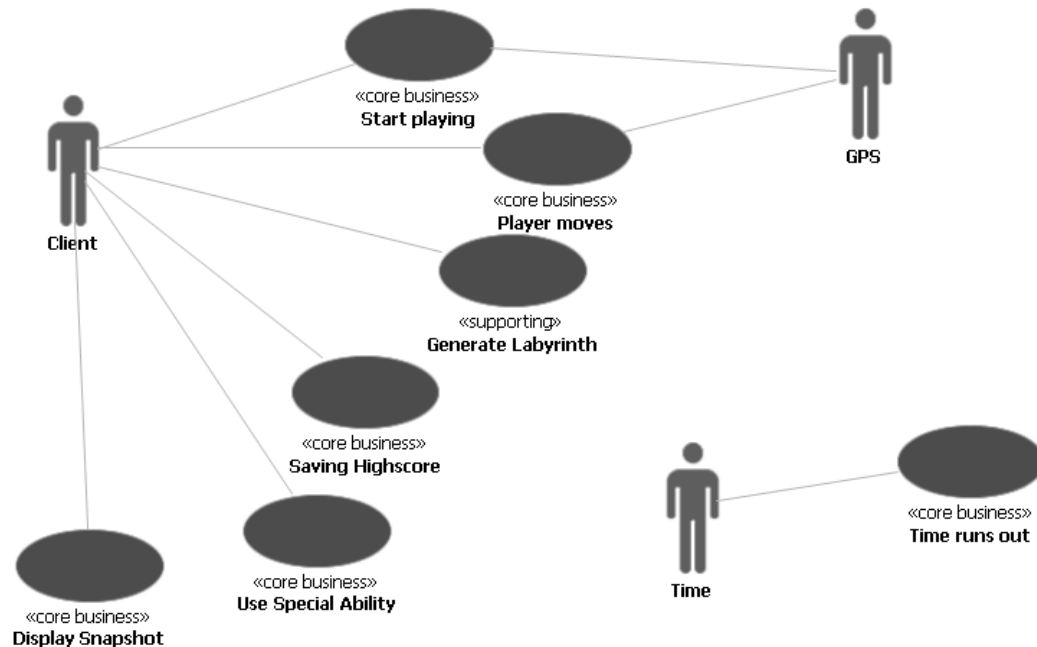 «core business»
Start playing
GPS
«core business»
Player moves
Client
«supporting»
Generate Labyrinth
«core business»
Saving Highscore
«core business»
Time runs out
«core business»
Use Special Ability
Time
«core business»
Display Snapshot